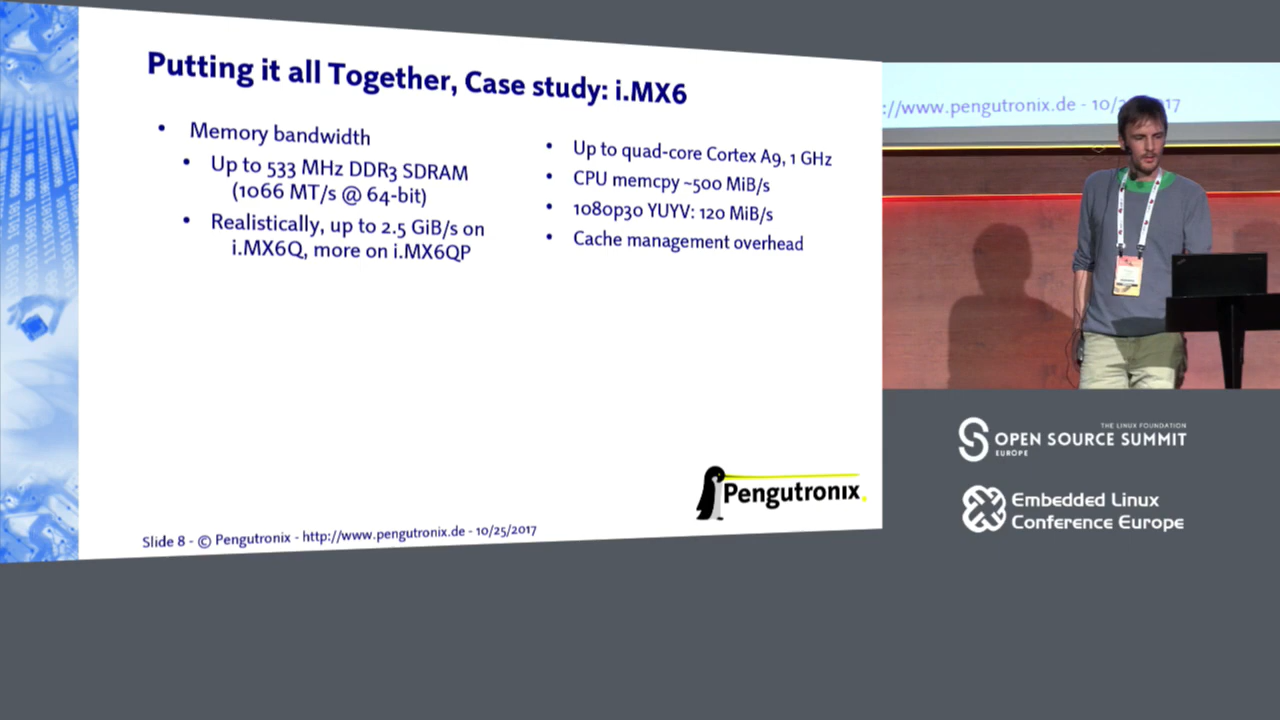 Putting it all Together, Case study: i.MX6
• Memory bandwidth
• Up to 533 MHz DDR3 SDRAM
(1066 MT/s @ 64-bit)
• Realistically, up to 2.5 GiB/s on
i.MX6Q, more on i.MX6QP
• Up to quad-core Cortex A9, 1 GHz
• CPU memcpy ~500 MiB/s
• 1080p30 YUYV: 120 MiB/s
• Cache management overhead
Pengutronix
Slide 8 - © Pengutronix - http://www.pengutronix.de - 10/25/2017
://www.pengutronix.de - 10/2 17
THE LINUX FOUNDATION
OPEN SOURCE SUMMIT
EUROPE
Embedded Linux
Conference Europe